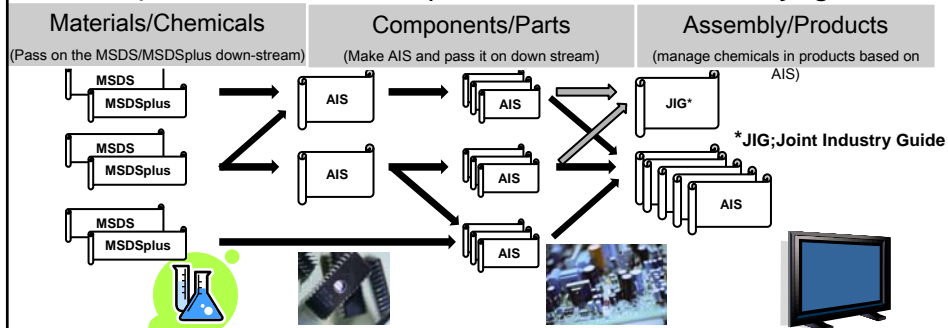 Materials/Chemicals
(Pass on the MSDS/MSDSplus down-stream)
Components/Parts
(Make AIS and pass it on down stream)
Assembly/Products
(manage chemicals in products based on
AIS)
MSDS
MSDSplus
AIS
AIS
JIG*
*JIG;Joint Industry Guide
MSDS
MSDSplus
AIS
AIS
AIS
MSDS
MSDSplus
AIS